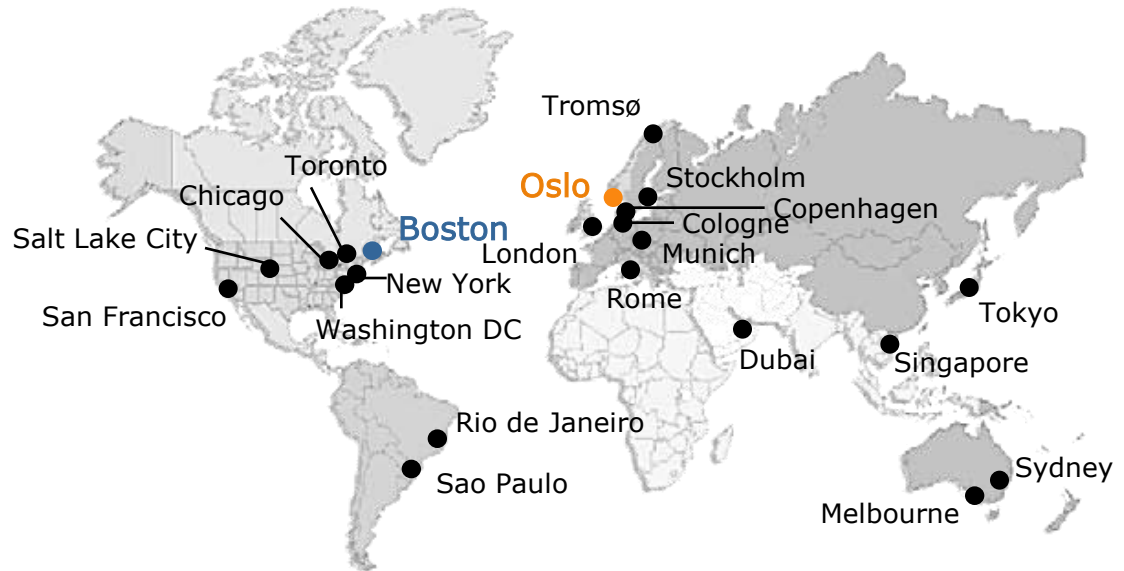 Tromsø
Toronto
Oslo
Stockholm
Chicago
Copenhagen
Boston
Cologne
Salt Lake City
London
Munich
New York
Rome
San Francisco
Washington DC
Tokyo
Dubai
Singapore
Rio de Janeiro
Sydney
Sao Paulo
Melbourne